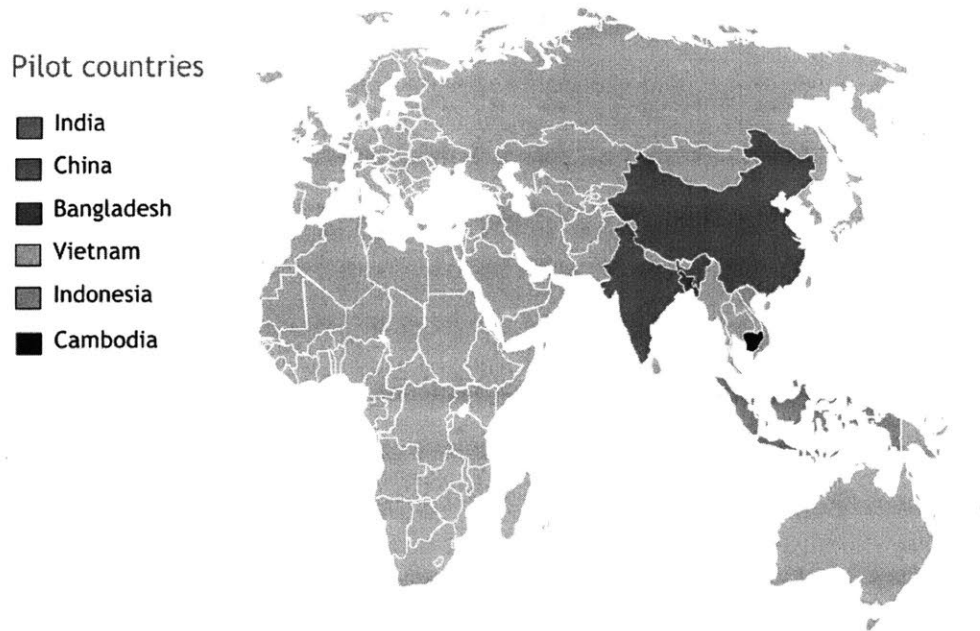 Pilot countries
India
China
Bangladesh
Vietnam
Indonesia
Cambodia